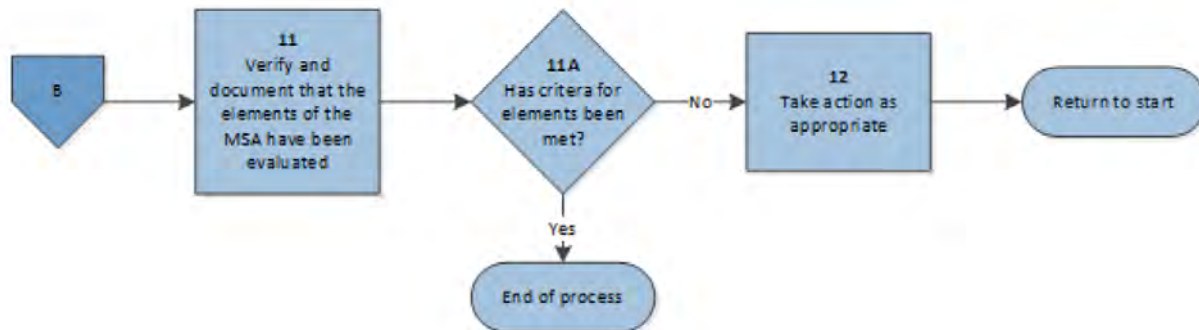 B
11
Verify and
document that the
elements of the
MSA have been
evaluated
11A
Has critera for
elements been
met?
No
12
Take action as
appropriate
Return to start
Yes
End of process